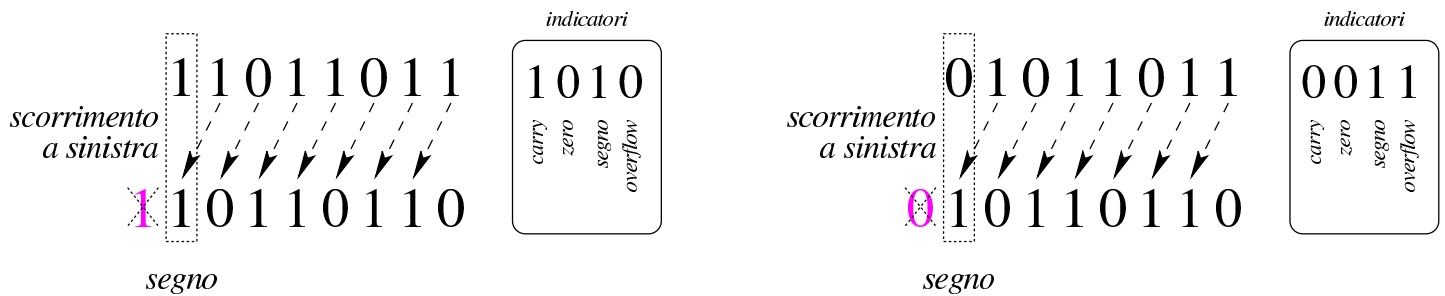 indicatori
1 1 0 1 1 0 1 1
1 0 1 0
scorrimento
a sinistra
carry
zero
segno
overflow
1 1 0 1 1 0 1 1 0
segno
indicatori
0 1 0 1 1 0 1 1
0 0 1 1
scorrimento
a sinistra
carry
zero
segno
overflow
0 1 0 1 1 0 1 1 0
segno